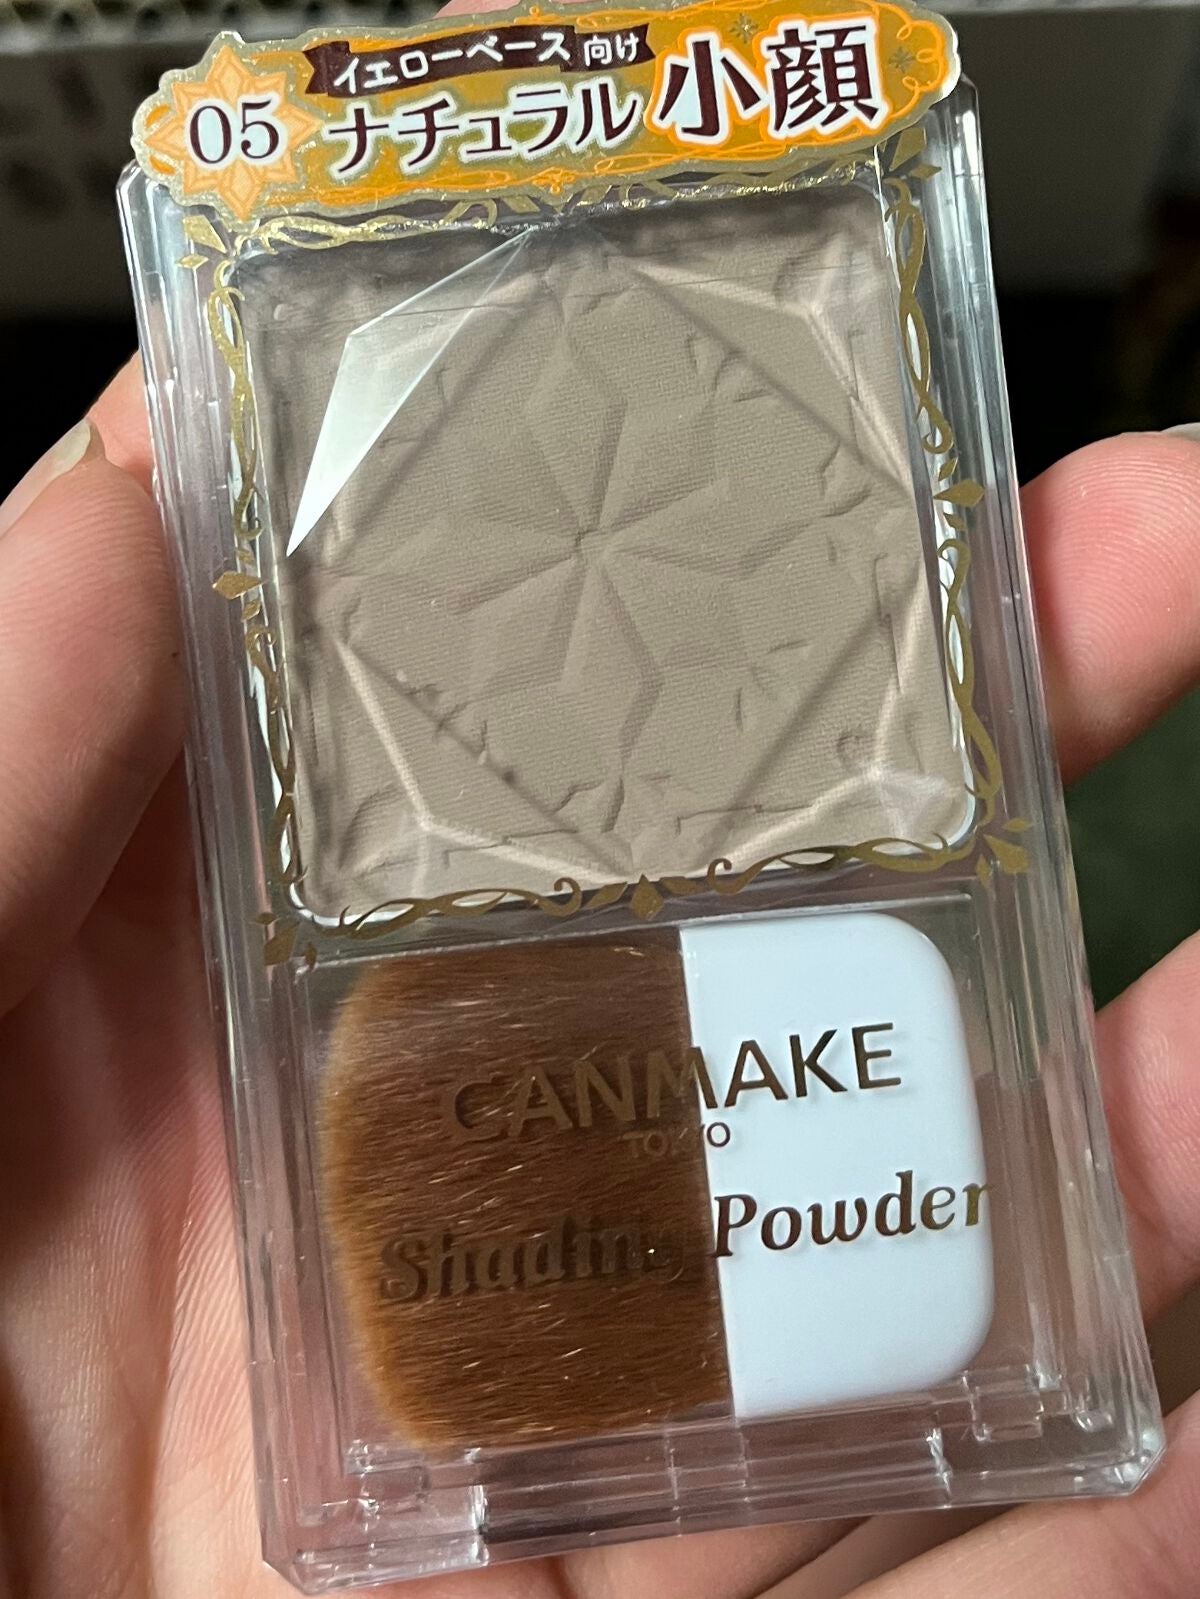 05
イエローベース 向け
ナチュラル小顔
CANMAKE
TOKYO
Shading Powder